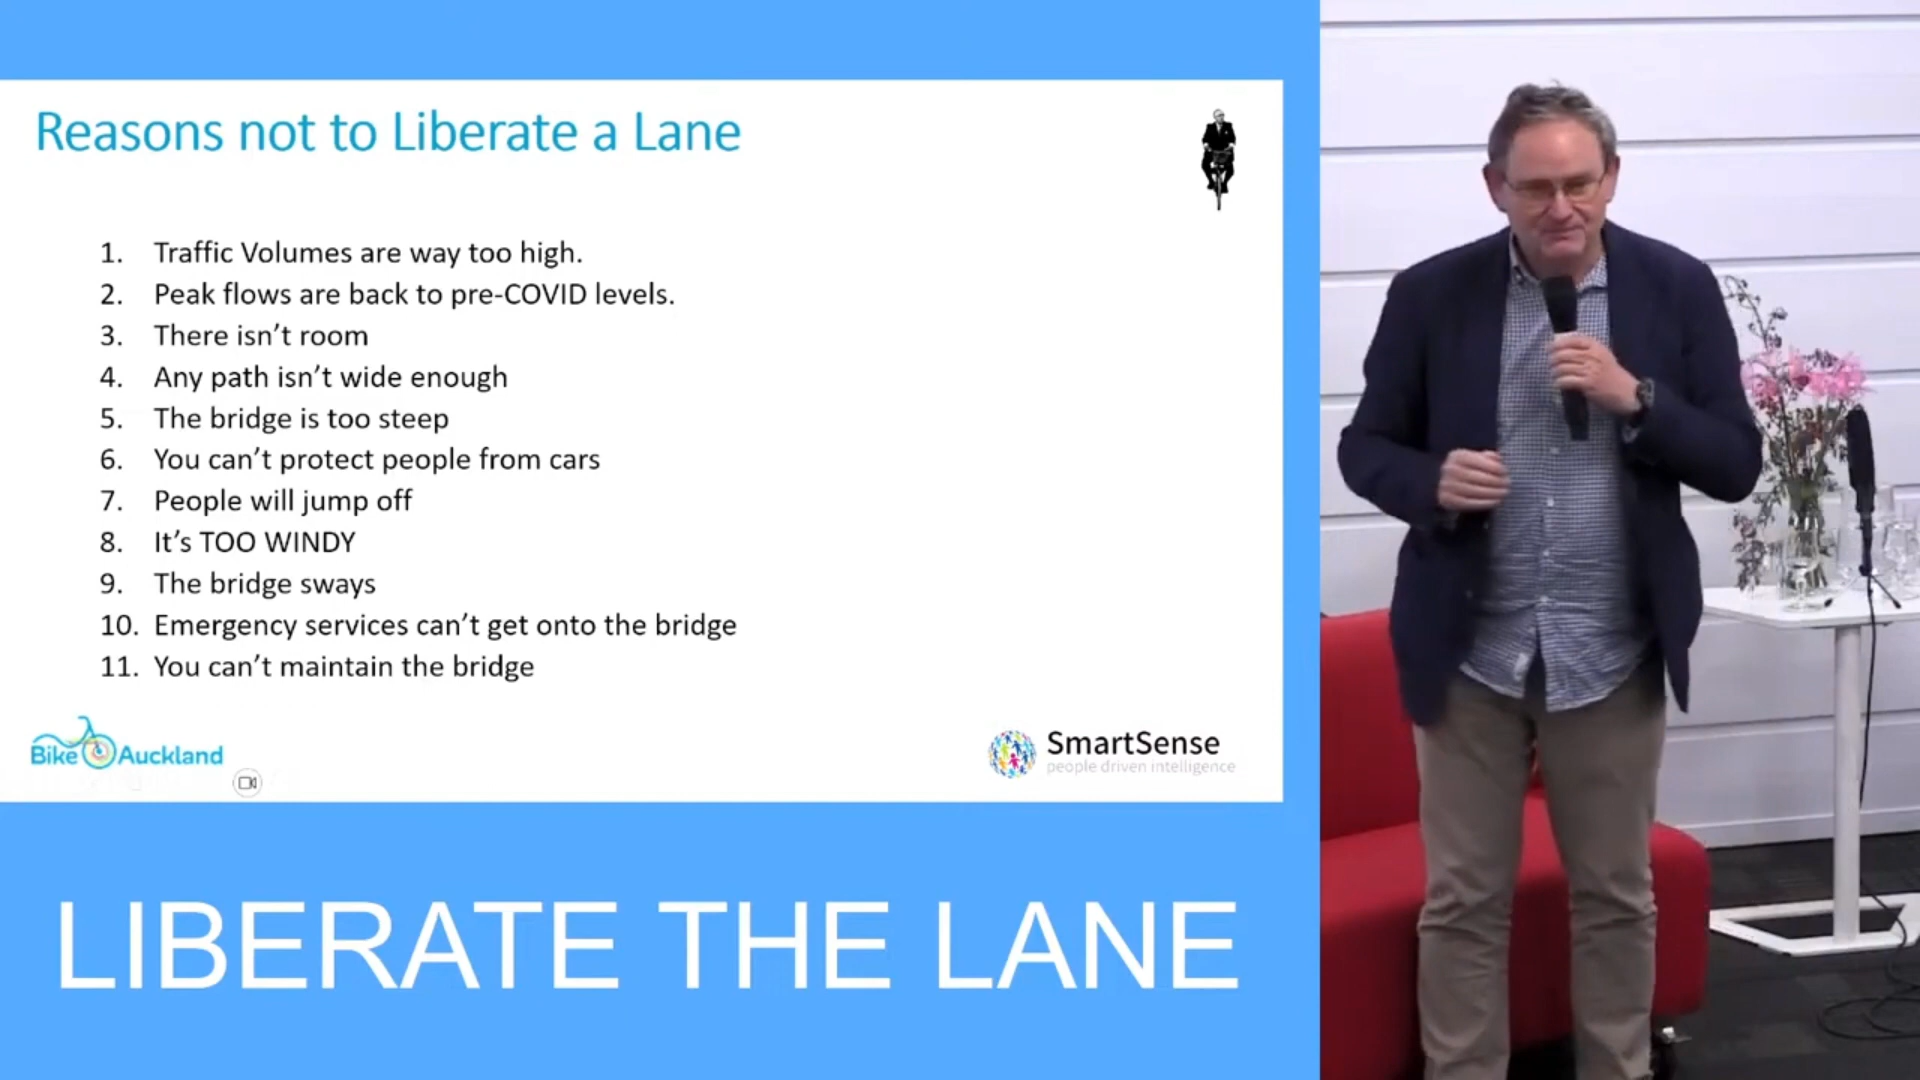 Reasons not to Liberate a Lane
1. Traffic Volumes are way too high.
2. Peak flows are back to pre-COVID levels.
3. There isn't room
4. Any path isn't wide enough
5. The bridge is too steep
6. You can't protect people from cars
7. People will jump off
8. It's TOO WINDY
9. The bridge sways
10. Emergency services can't get onto the bridge
11. You can't maintain the bridge
Bike Auckland
SmartSense
people driven intelligence
LIBERATE THE LANE